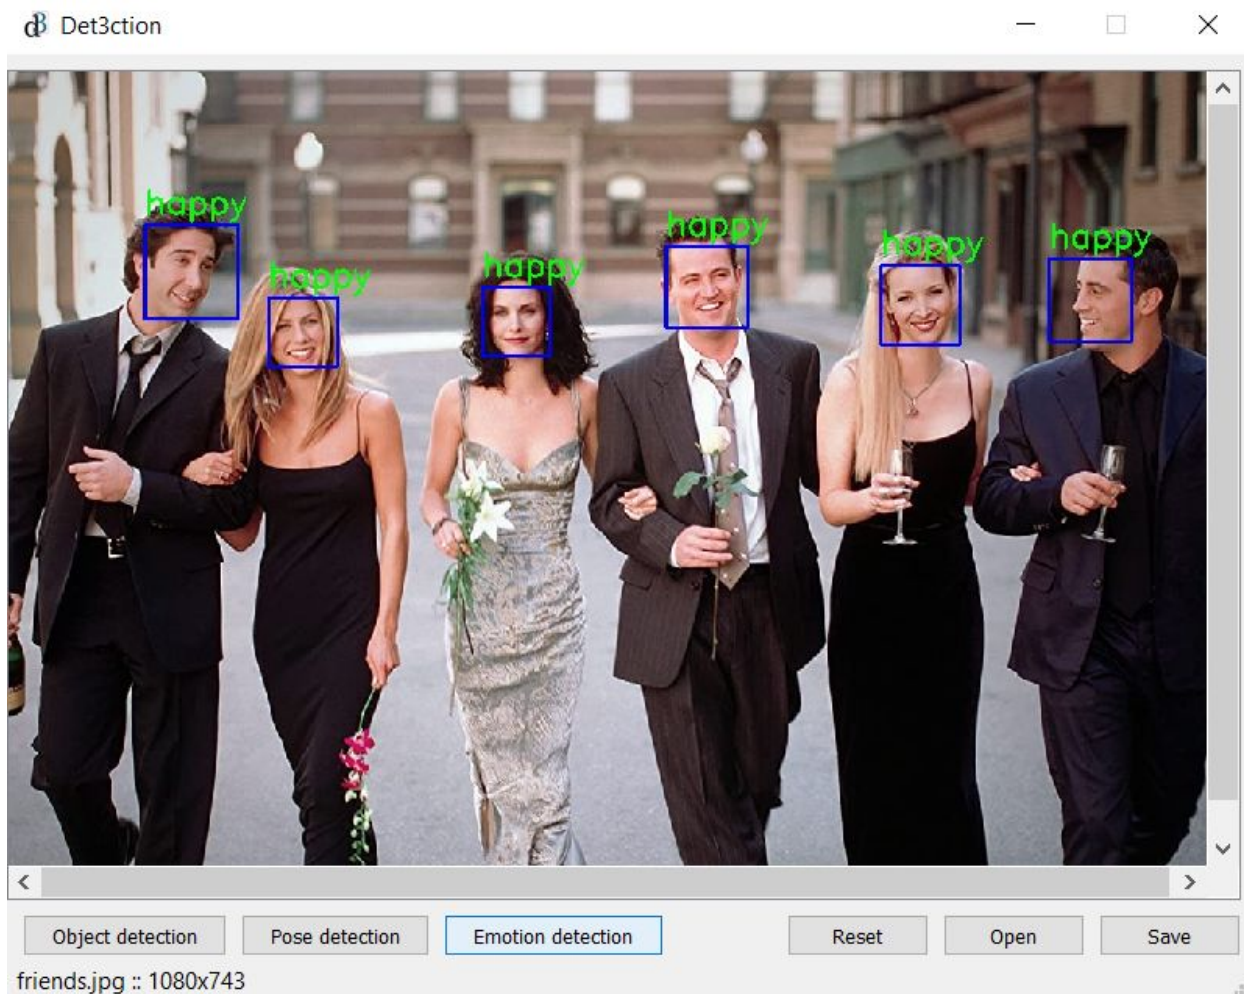 d3 Det3ction
happy
happy
happy
happy
happy
happy
Object detection
Pose detection
Emotion detection
Reset
Open
Save
friends.jpg :: 1080x743